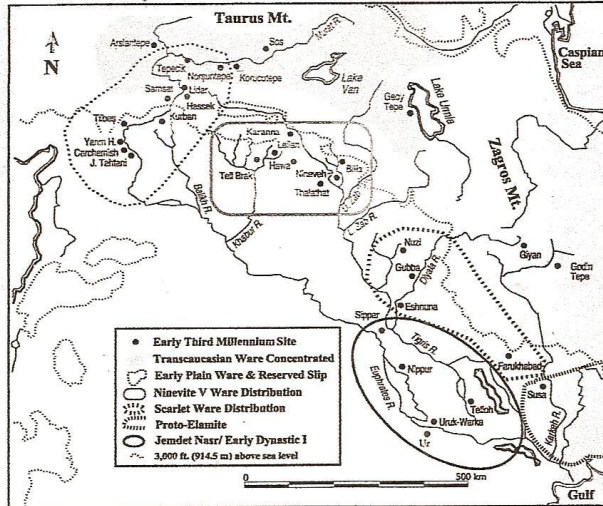 Taurus Mt.
Caspian
Sea
N
Arslantepe
Sos
Murat R.
Tepecik
Norşuntepe
Korucutepe
Lake
Van
Samsat
Lidar
Hassek
Geoy
Tepe
Lake Urmia
Kurban
Titbeş
Karanna
Zagros Mt.
Yarım H.
Carchemish
J. Tahtani
Leilan
Tell Brak
Hawa
Nineveh
Billa
Thalathat
U. Zab R.
Balikh R.
Khabur R.
L. Zab R.
Nuzi
Giyan
Gubba
Diyala R.
Godin
Tepe
Eshnuna
Sippar
Tigris R.
Farukhabad
Nippur
Susa
Euphrates R.
Telloh
Karkheh R.
Uruk-Warka
Ur
Early Third Millennium Site
Transcaucasian Ware Concentrated
Early Plain Ware & Reserved Slip
Ninevite V Ware Distribution
Scarlet Ware Distribution
Proto-Elamite
Jemdet Nasr/ Early Dynastic I
3,000 ft. (914.5 m) above sea level
0
500 km
Gulf